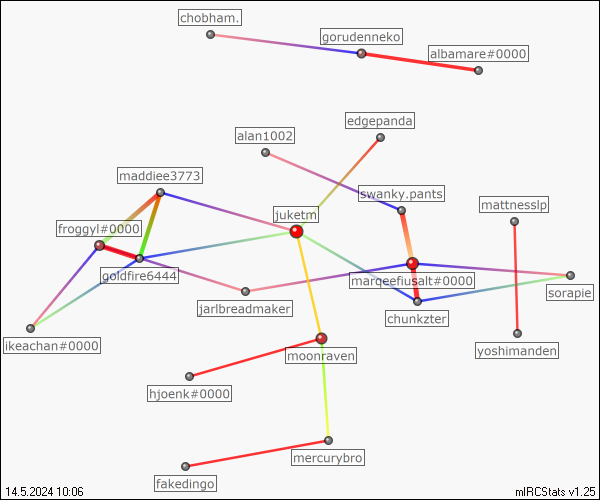 chobham.
gorudenneko
albamare#0000
edgepanda
alan1002
maddiee3773
swanky.pants
mattnesslp
juketm
froggyl#0000
goldfire6444
marqeefiusalt#0000
sorapie
jarlbreadmaker
chunkzter
ikeachan#0000
yoshimanden
moonraven
hjoenk#0000
mercurybro
fakedingo
14.5.2024 10:06
mIRCStats v1.25